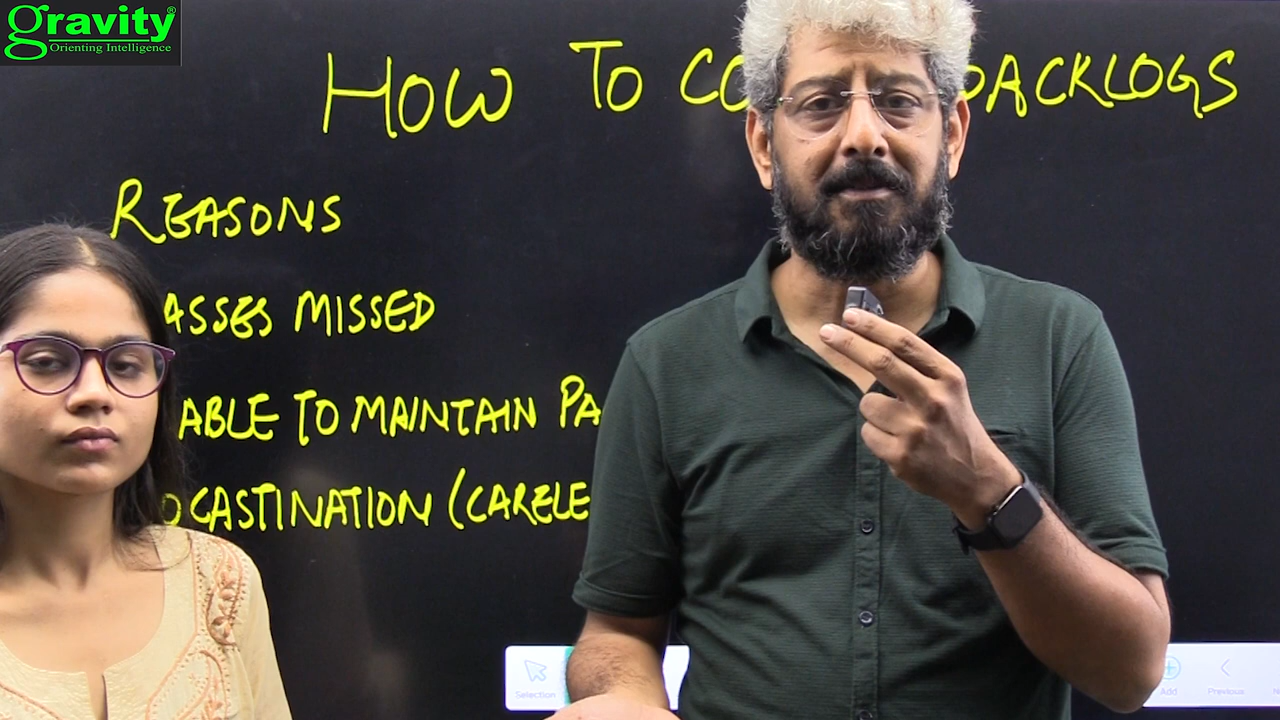 gravity®
Orienting Intelligence
HOW TO CO ACKLOGS
REASONS
ASSES MISSED
ABLE TO MAINTAIN PA
OCASTINATION (CARELE
Selection
Add
Previous